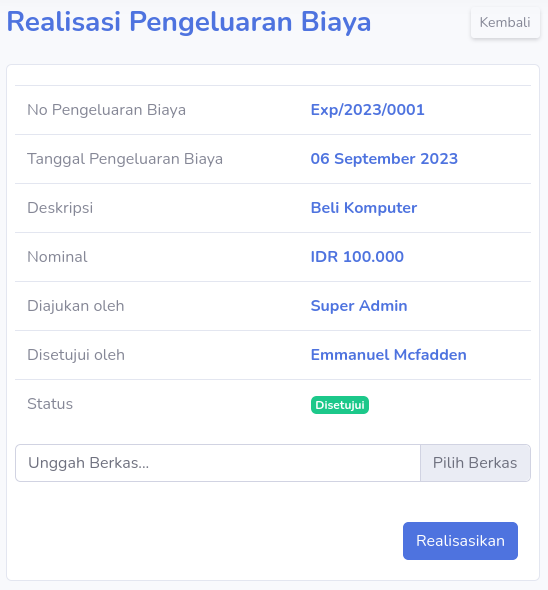 Realisasi Pengeluaran Biaya
Kembali
No Pengeluaran Biaya Exp/2023/0001
Tanggal Pengeluaran Biaya 06 September 2023
Deskripsi Beli Komputer
Nominal IDR 100.000
Diajukan oleh Super Admin
Disetujui oleh Emmanuel Mcfadden
Status Disetujui
Unggah Berkas... Pilih Berkas
Realisasikan